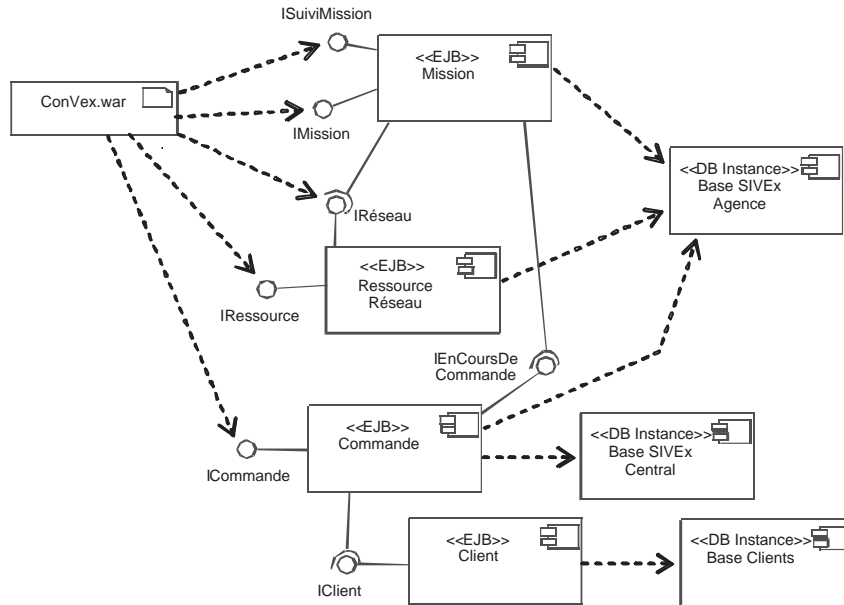 ISuiviMission
<<EJB>>
Mission
ConVex.war
IMission
<<DB Instance>>
Base SIVEx
Agence
IRéseau
<<EJB>>
Ressource
Réseau
IRessource
IEnCoursDe
Commande
<<EJB>>
Commande
<<DB Instance>>
Base SIVEx
Central
ICommande
<<EJB>>
Client
<<DB Instance>>
Base Clients
IClient